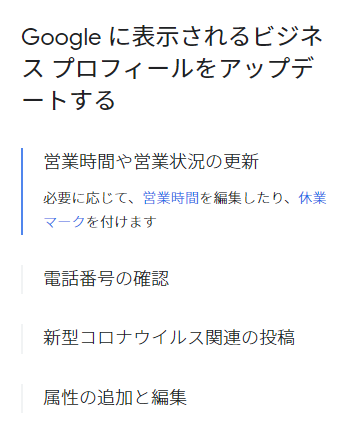 Google に表示されるビジネ
ス プロフィールをアップデ
ートする
営業時間や営業状況の更新
必要に応じて、営業時間を編集したり、休業
マークを付けます
電話番号の確認
新型コロナウイルス関連の投稿
属性の追加と編集